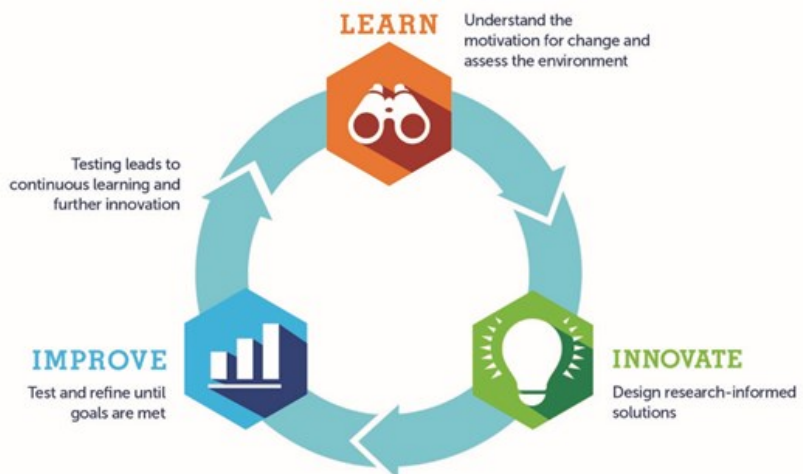 LEARN
Understand the
motivation for change and
assess the environment
Testing leads to
continuous learning and
further innovation
IMPROVE
Test and refine until
goals are met
INNOVATE
Design research-informed
solutions